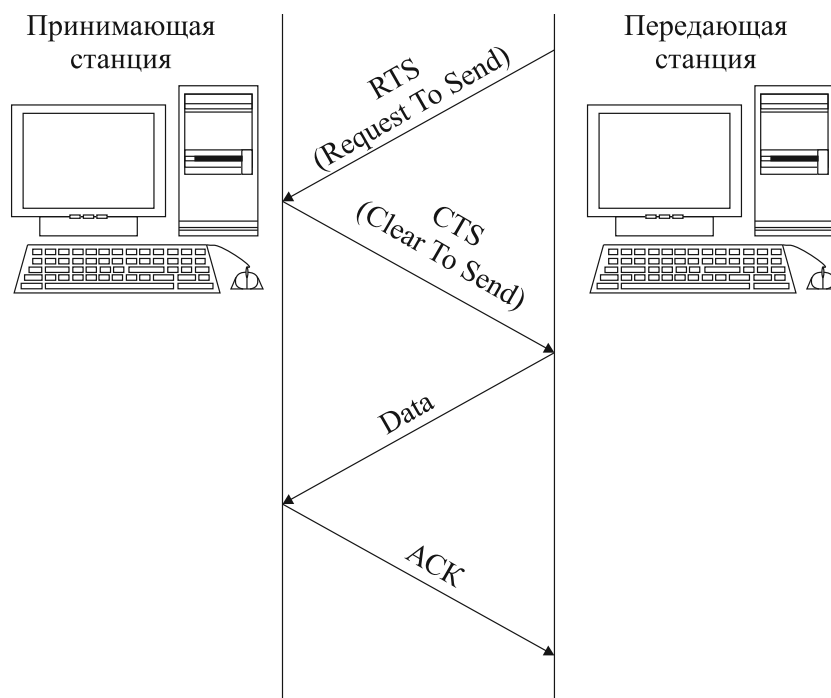 Принимающая
станция
Передающая
станция
RTS
(Request To Send)
CTS
(Clear To Send)
Data
ACK